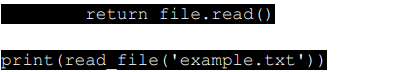 return file.read()
print(read_file('example.txt'))